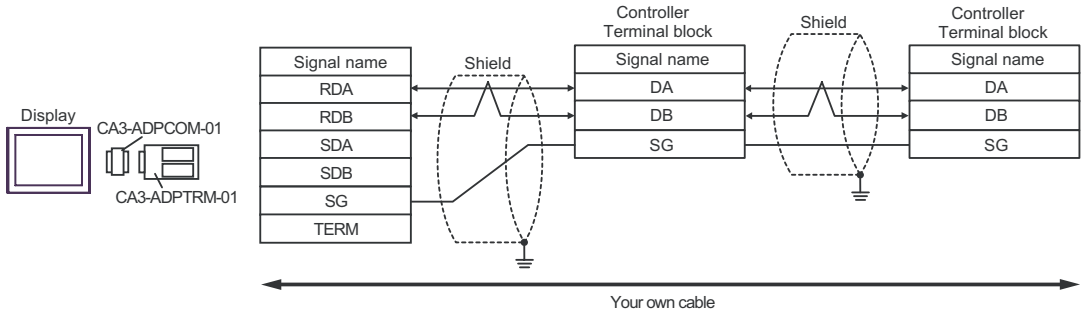 Display
CA3-ADPCOM-01
CA3-ADPTRM-01
Signal name
RDA
RDB
SDA
SDB
SG
TERM
Shield
Controller
Terminal block
Signal name
DA
DB
SG
Shield
Controller
Terminal block
Signal name
DA
DB
SG
Your own cable